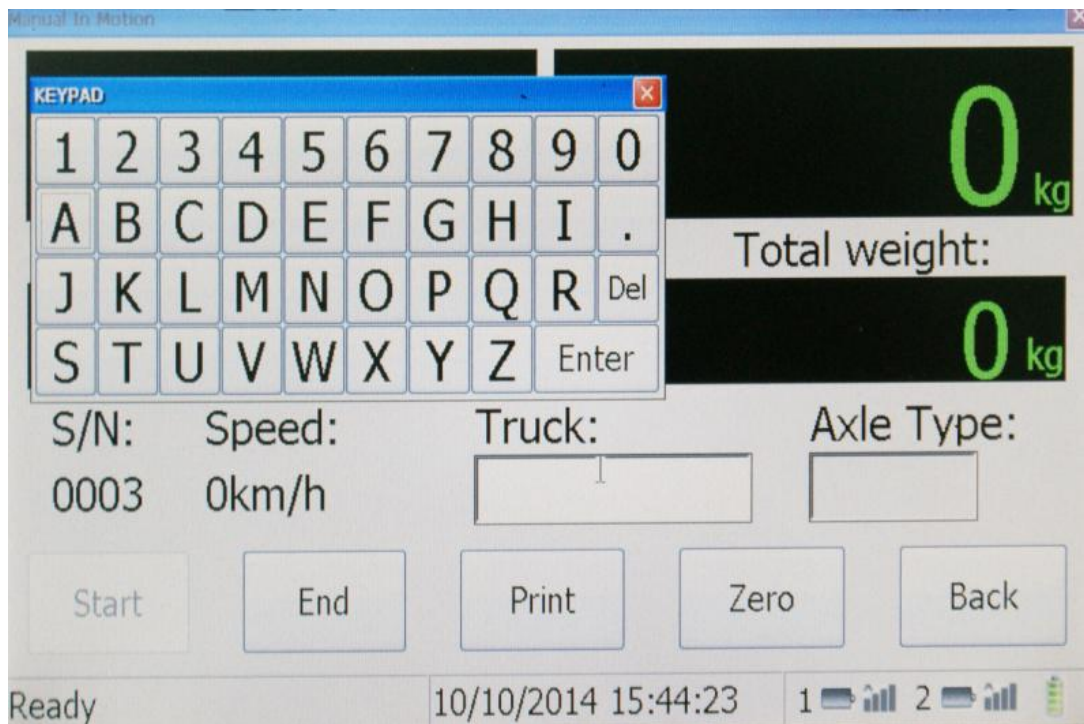 Manual In Motion
KEYPAD
1 2 3 4 5 6 7 8 9 0
A B C D E F G H I .
J K L M N O P Q R Del
S T U V W X Y Z Enter
0 kg
Total weight:
0 kg
S/N: Speed: Truck: Axle Type:
0003 0km/h
Start End Print Zero Back
Ready 10/10/2014 15:44:23 1 2